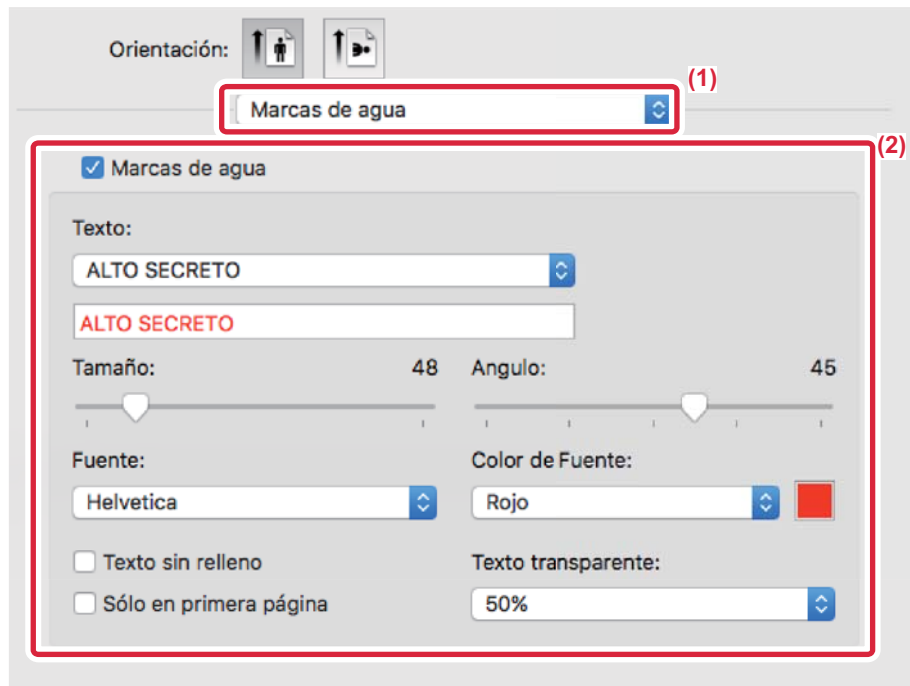 Orientación:
(1)
Marcas de agua
(2)
Marcas de agua
Texto:
ALTO SECRETO
ALTO SECRETO
Tamaño: 48 Angulo: 45
Fuente: Color de Fuente:
Helvetica Rojo
Texto sin relleno Texto transparente:
Sólo en primera página 50%